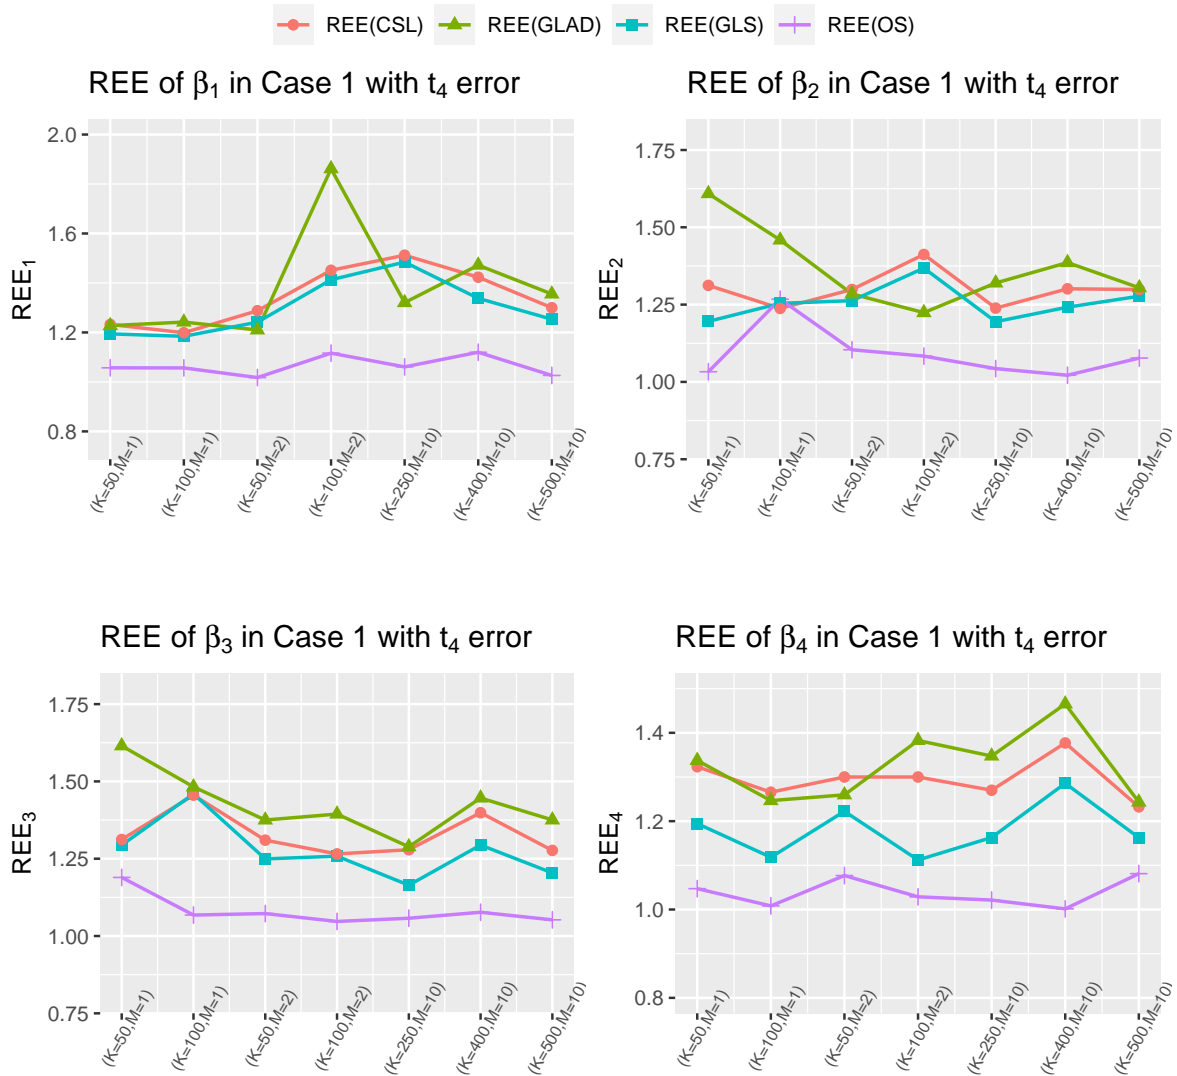 REE(CSL) REE(GLAD) REE(GLS) REE(OS)
REE of β1 in Case 1 with t4 error
REE1
2.0
1.6
1.2
0.8
(K=50,M=1)
(K=100,M=1)
(K=50,M=2)
(K=100,M=2)
(K=250,M=10)
(K=400,M=10)
(K=500,M=10)
REE of β2 in Case 1 with t4 error
REE2
1.75
1.50
1.25
1.00
0.75
(K=50,M=1)
(K=100,M=1)
(K=50,M=2)
(K=100,M=2)
(K=250,M=10)
(K=400,M=10)
(K=500,M=10)
REE of β3 in Case 1 with t4 error
REE3
1.75
1.50
1.25
1.00
0.75
(K=50,M=1)
(K=100,M=1)
(K=50,M=2)
(K=100,M=2)
(K=250,M=10)
(K=400,M=10)
(K=500,M=10)
REE of β4 in Case 1 with t4 error
REE4
1.4
1.2
1.0
0.8
(K=50,M=1)
(K=100,M=1)
(K=50,M=2)
(K=100,M=2)
(K=250,M=10)
(K=400,M=10)
(K=500,M=10)